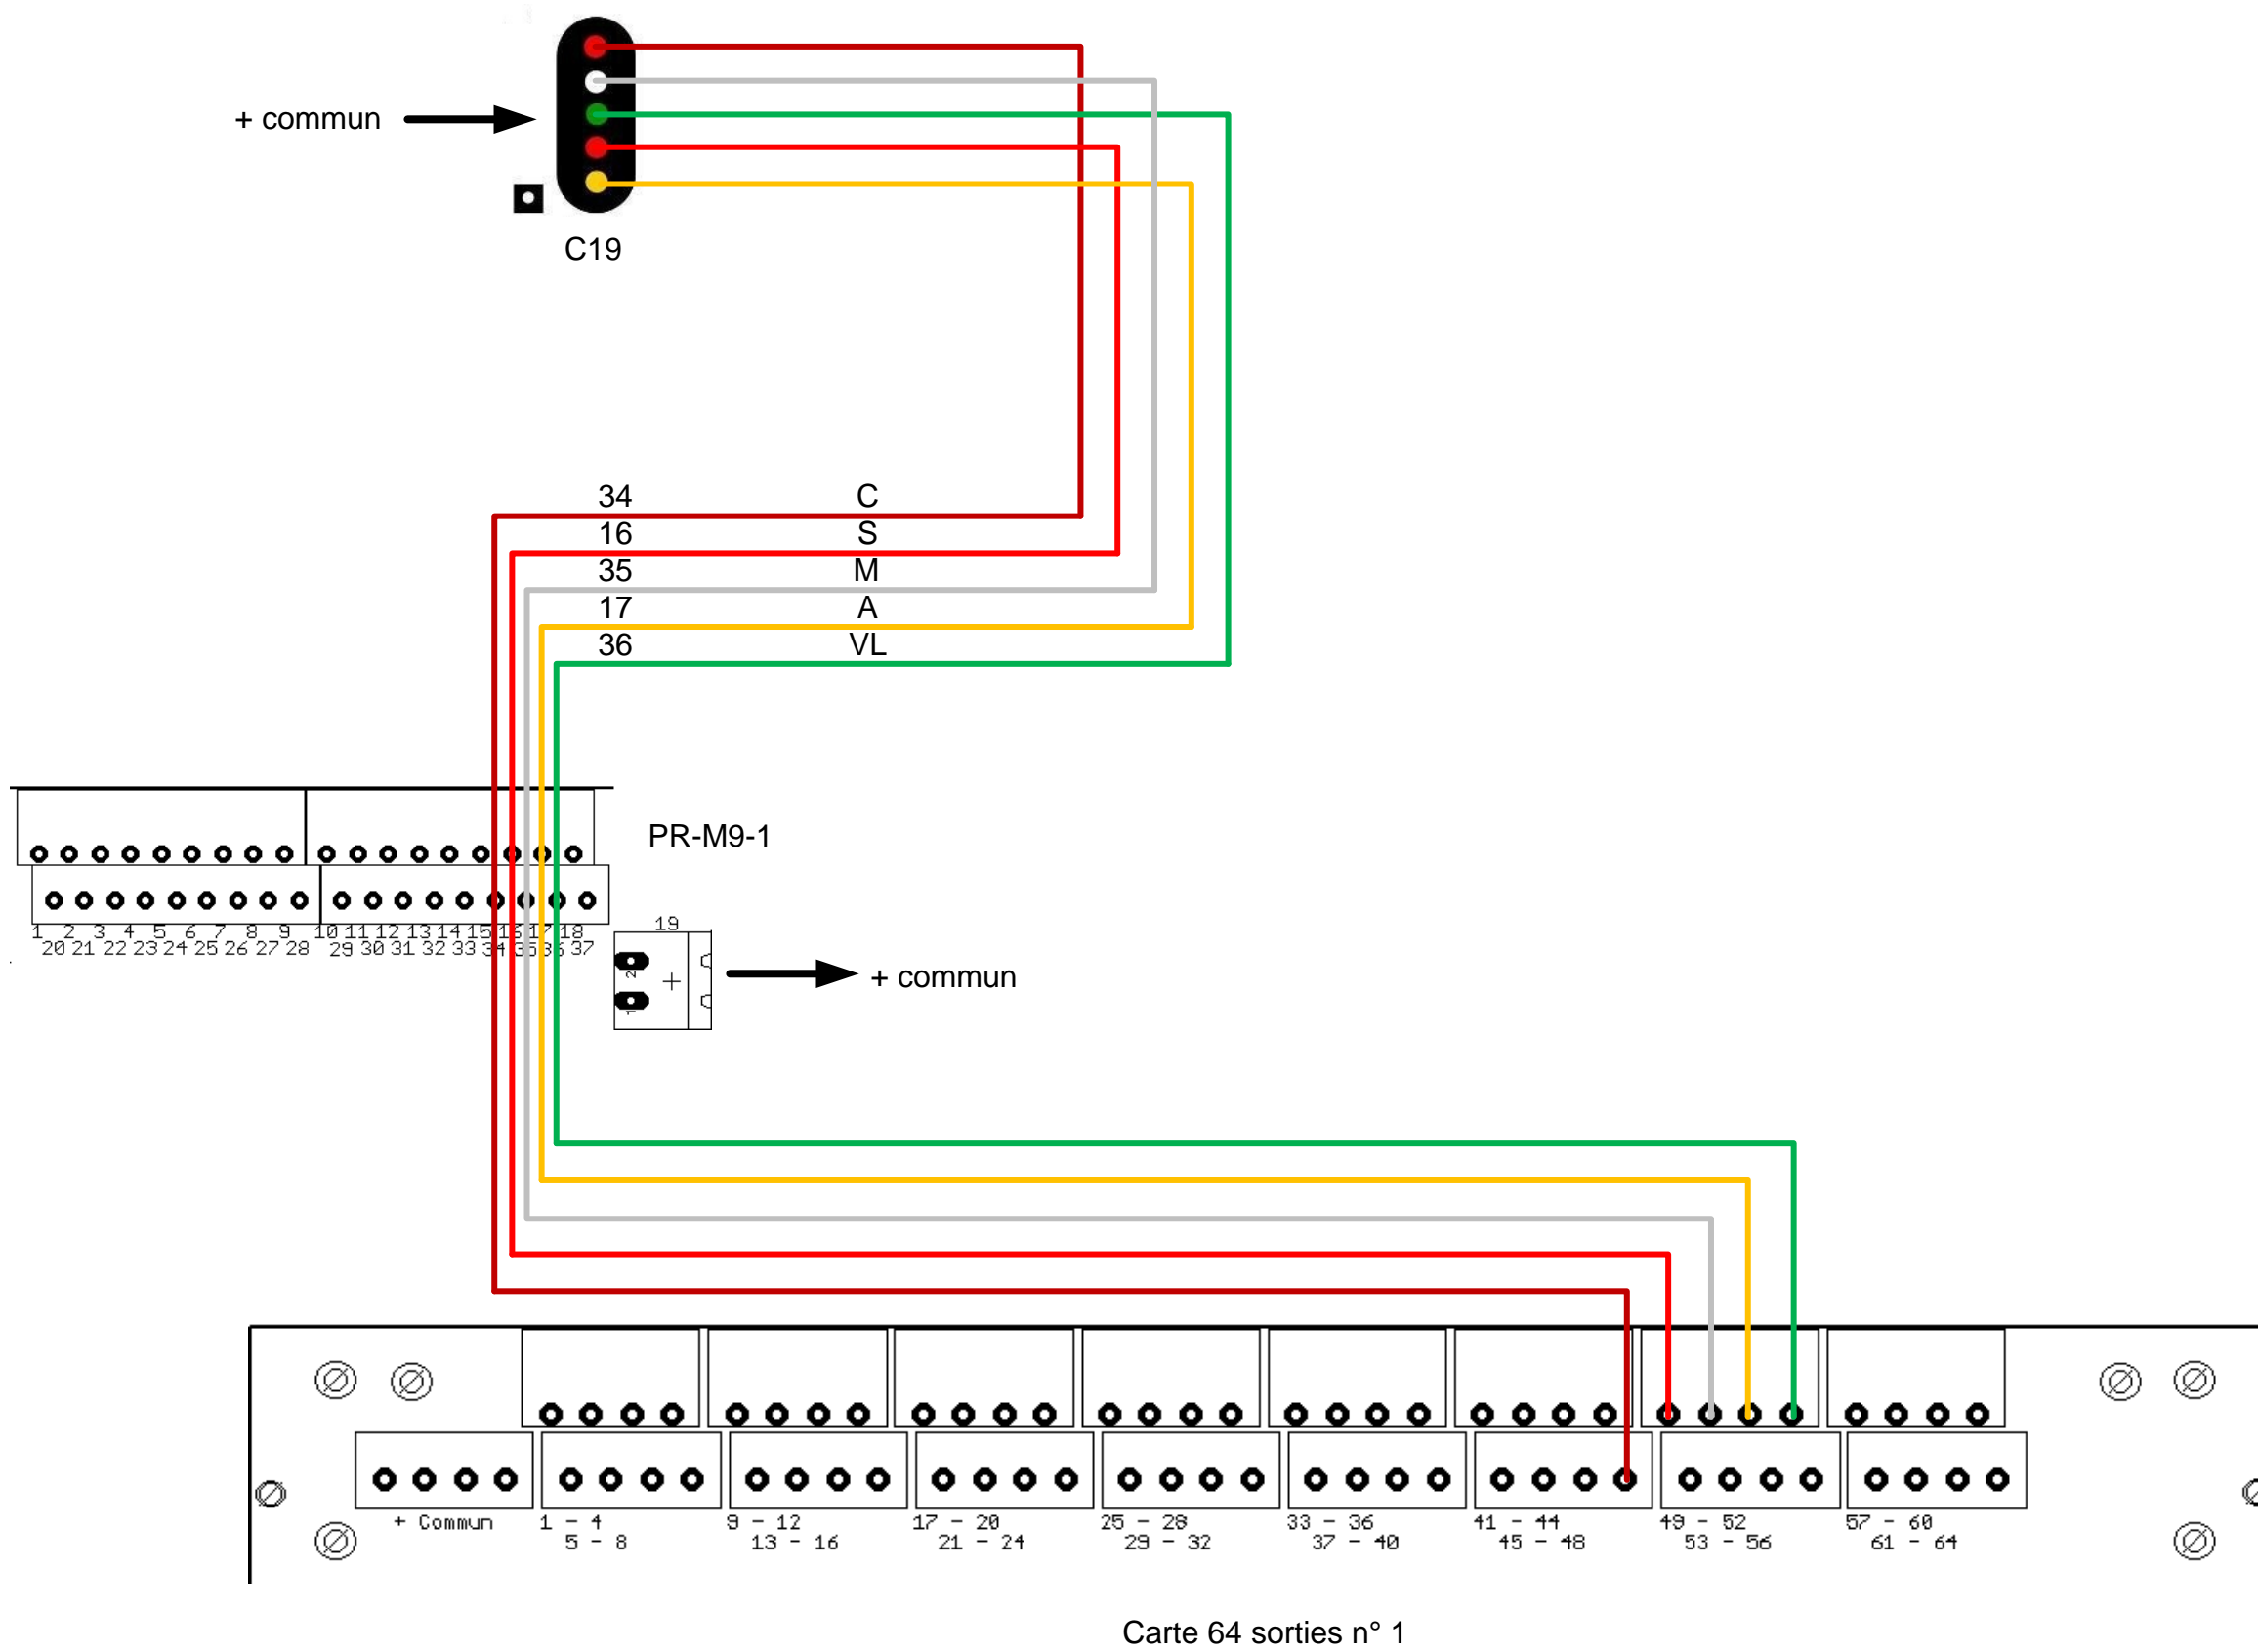 + commun
C19
34 C
16 S
35 M
17 A
36 VL
PR-M9-1
1 2 3 4 5 6 7 8 9 10 11 12 13 14 15 16 17 18
20 21 22 23 24 25 26 27 28 29 30 31 32 33 34 35 36 37
19
2
+
1
+ commun
+ Commun 1 - 4 9 - 12 17 - 20 25 - 28 33 - 36 41 - 44 49 - 52 57 - 60
5 - 8 13 - 16 21 - 24 29 - 32 37 - 40 45 - 48 53 - 56 61 - 64
Carte 64 sorties n° 1